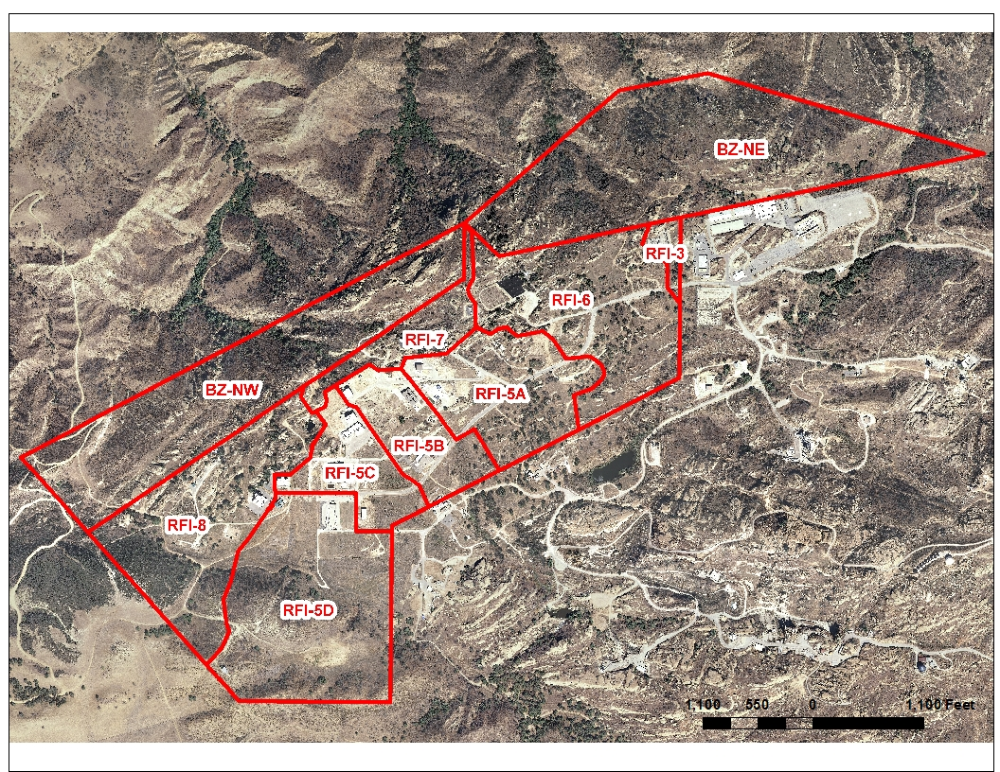 BZ-NE
RFI-3
RFI-6
RFI-7
BZ-NW
RFI-5A
RFI-5B
RFI-5C
RFI-8
RFI-5D
1,100 550 0 1,100 Feet